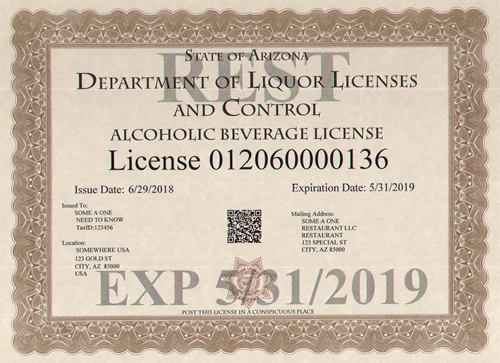 STATE OF ARIZONA
REST
DEPARTMENT OF LIQUOR LICENSES
AND CONTROL
ALCOHOLIC BEVERAGE LICENSE
License 012060000136
Issue Date: 6/29/2018
Expiration Date: 5/31/2019
Issued To:
SOME A ONE
NEED TO KNOW
TaxID:123456
Mailing Address:
SOME A ONE
RESTAURANT LLC
RESTAURANT
123 SPECIAL ST
CITY, AZ 85000
Location:
SOMEWHERE USA
123 GOLD ST
CITY, AZ 85000
USA
EXP 5/31/2019
POST THIS LICENSE IN A CONSPICUOUS PLACE